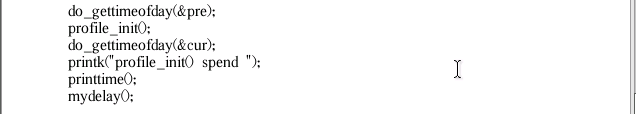 do_gettimeofday(&pre);
profile_init();
do_gettimeofday(&cur);
printk("profile_init()  spend  ");
printtime();
mydelay();